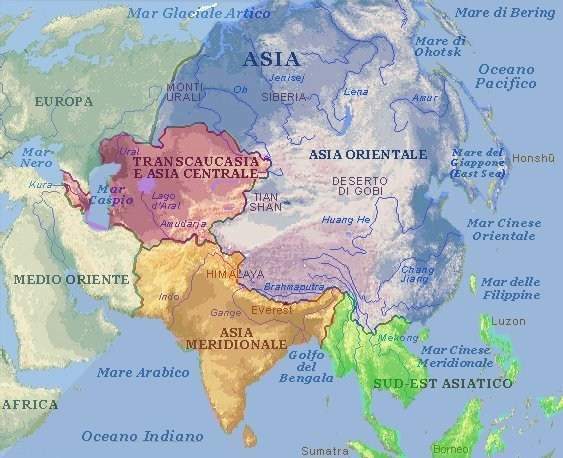 Mar Glaciale Artico
Mare di Bering
Mare di
Ohotsk
ASIA
Oceano
Pacifico
EUROPA
MONTI
URALI
Ob
Jenisej
SIBERIA
Lena
Amur
Mar
Nero
Ural
Kura
TRANSCAUCASIA
E ASIA CENTRALE
ASIA ORIENTALE
Mare del
Giappone
(East Sea)
Honshū
Mar
Caspio
Lago
d'Aral
Amudarja
TIAN
SHAN
DESERTO
DI GOBI
Huang He
Mar Cinese
Orientale
MEDIO ORIENTE
HIMALAYA
Brahmaputra
Chang
Jiang
Mar delle
Filippine
Indo
Gange
Everest
ASIA
MERIDIONALE
Golfo
del
Bengala
Mekong
Luzon
Mar Cinese
Meridionale
SUD-EST ASIATICO
Mare Arabico
AFRICA
Oceano Indiano
Sumatra
Borneo